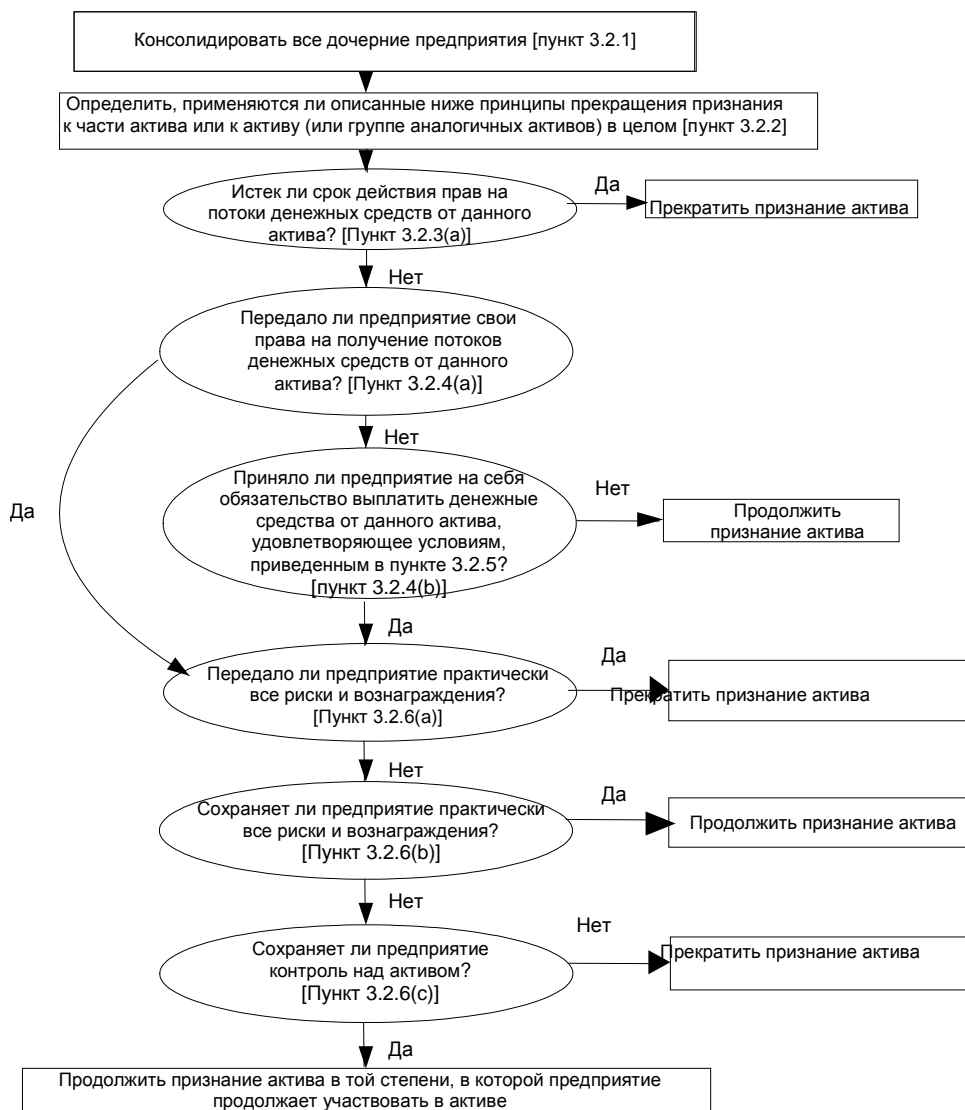 Консолидировать все дочерние предприятия [пункт 3.2.1]
Определить, применяются ли описанные ниже принципы прекращения признания
к части актива или к активу (или группе аналогичных активов) в целом [пункт 3.2.2]
Истек ли срок действия прав на
потоки денежных средств от данного
актива? [Пункт 3.2.3(a)]
Да
Прекратить признание актива
Нет
Передало ли предприятие свои
права на получение потоков
денежных средств от данного
актива? [Пункт 3.2.4(a)]
Да
Нет
Приняло ли предприятие на себя
обязательство выплатить денежные
средства от данного актива,
удовлетворяющее условиям,
приведенным в пункте 3.2.5?
[пункт 3.2.4(b)]
Нет
Продолжить
признание актива
Да
Передало ли предприятие практически
все риски и вознаграждения?
[Пункт 3.2.6(a)]
Да
Прекратить признание актива
Нет
Сохраняет ли предприятие практически
все риски и вознаграждения?
[Пункт 3.2.6(b)]
Да
Продолжить признание актива
Нет
Сохраняет ли предприятие
контроль над активом?
[Пункт 3.2.6(c)]
Нет
Прекратить признание актива
Да
Продолжить признание актива в той степени, в которой предприятие
продолжает участвовать в активе